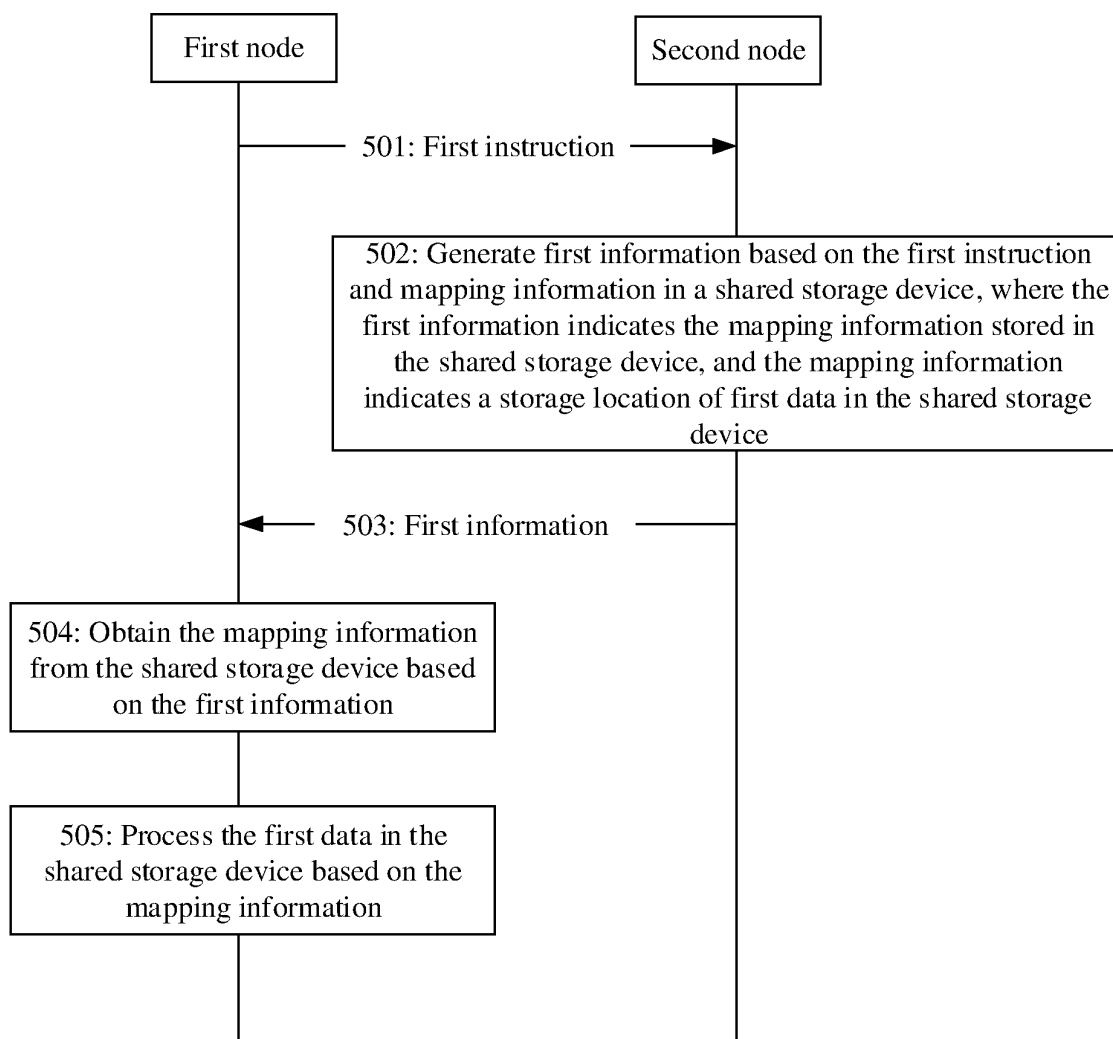 First node
Second node
501: First instruction
502: Generate first information based on the first instruction
and mapping information in a shared storage device, where the
first information indicates the mapping information stored in
the shared storage device, and the mapping information
indicates a storage location of first data in the shared storage
device
503: First information
504: Obtain the mapping information
from the shared storage device based
on the first information
505: Process the first data in the
shared storage device based on the
mapping information